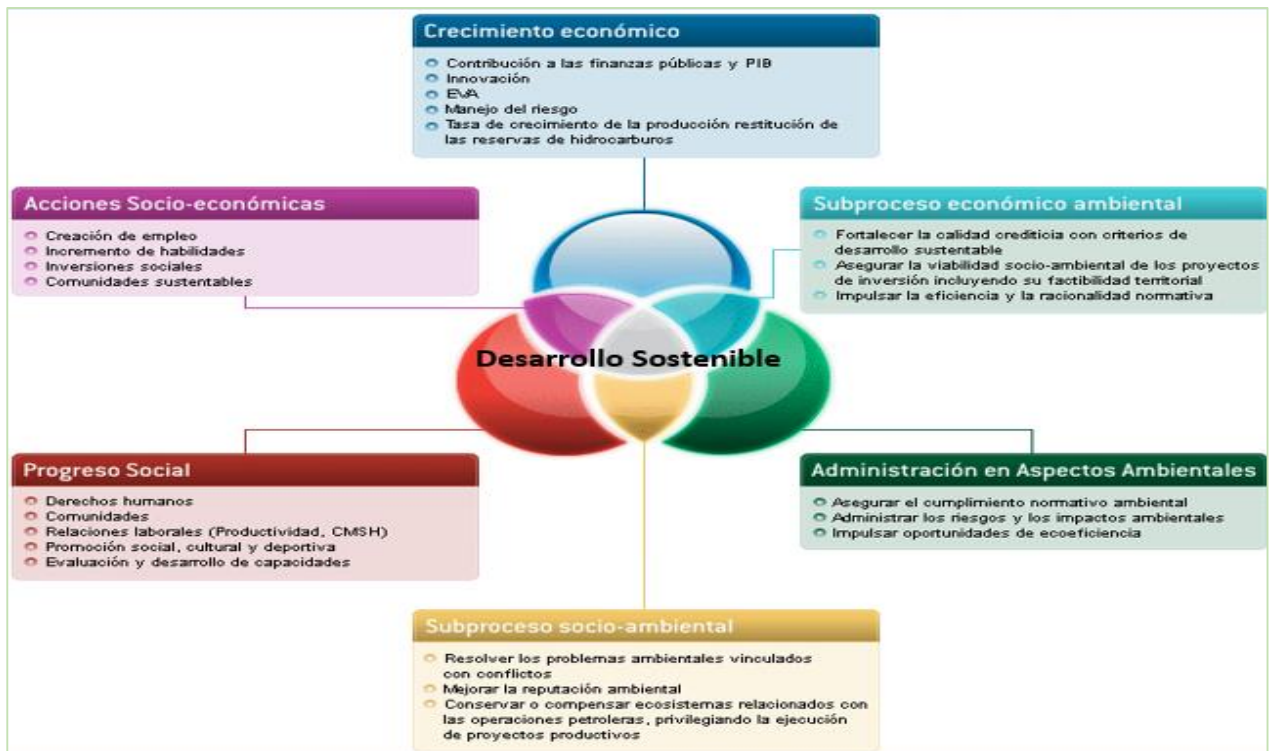 Crecimiento económico
Contribución a las finanzas públicas y PIB
Innovación
EVA
Manejo del riesgo
Tasa de crecimiento de la producción restitución de
las reservas de hidrocarburos
Acciones Socio-económicas
Creación de empleo
Incremento de habilidades
Inversiones sociales
Comunidades sustentables
Subproceso económico ambiental
Fortalecer la calidad crediticia con criterios de
desarrollo sustentable
Asegurar la viabilidad socio-ambiental de los proyectos
de inversión incluyendo su factibilidad territorial
Impulsar la eficiencia y la racionalidad normativa
Desarrollo Sostenible
Progreso Social
Derechos humanos
Comunidades
Relaciones laborales (Productividad, CMSH)
Promoción social, cultural y deportiva
Evaluación y desarrollo de capacidades
Administración en Aspectos Ambientales
Asegurar el cumplimiento normativo ambiental
Administrar los riesgos y los impactos ambientales
Impulsar oportunidades de ecoeficiencia
Subproceso socio-ambiental
Resolver los problemas ambientales vinculados
con conflictos
Mejorar la reputación ambiental
Conservar o compensar ecosistemas relacionados con
las operaciones petroleras, privilegiando la ejecución
de proyectos productivos